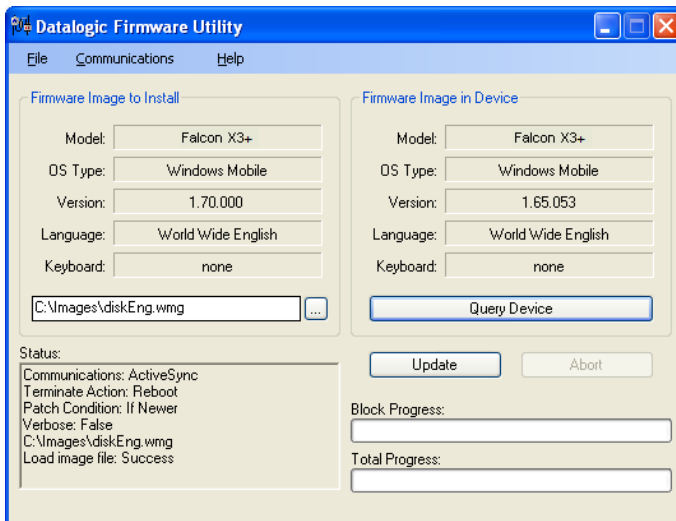 Datalogic Firmware Utility
File Communications Help
Firmware Image to Install
Model: Falcon X3+
OS Type: Windows Mobile
Version: 1.70.000
Language: World Wide English
Keyboard: none
C:\Images\diskEng.wmg ...
Firmware Image in Device
Model: Falcon X3+
OS Type: Windows Mobile
Version: 1.65.053
Language: World Wide English
Keyboard: none
Query Device
Status:
Communications: ActiveSync
Terminate Action: Reboot
Patch Condition: If Newer
Verbose: False
C:\Images\diskEng.wmg
Load image file: Success
Update Abort
Block Progress:
Total Progress: